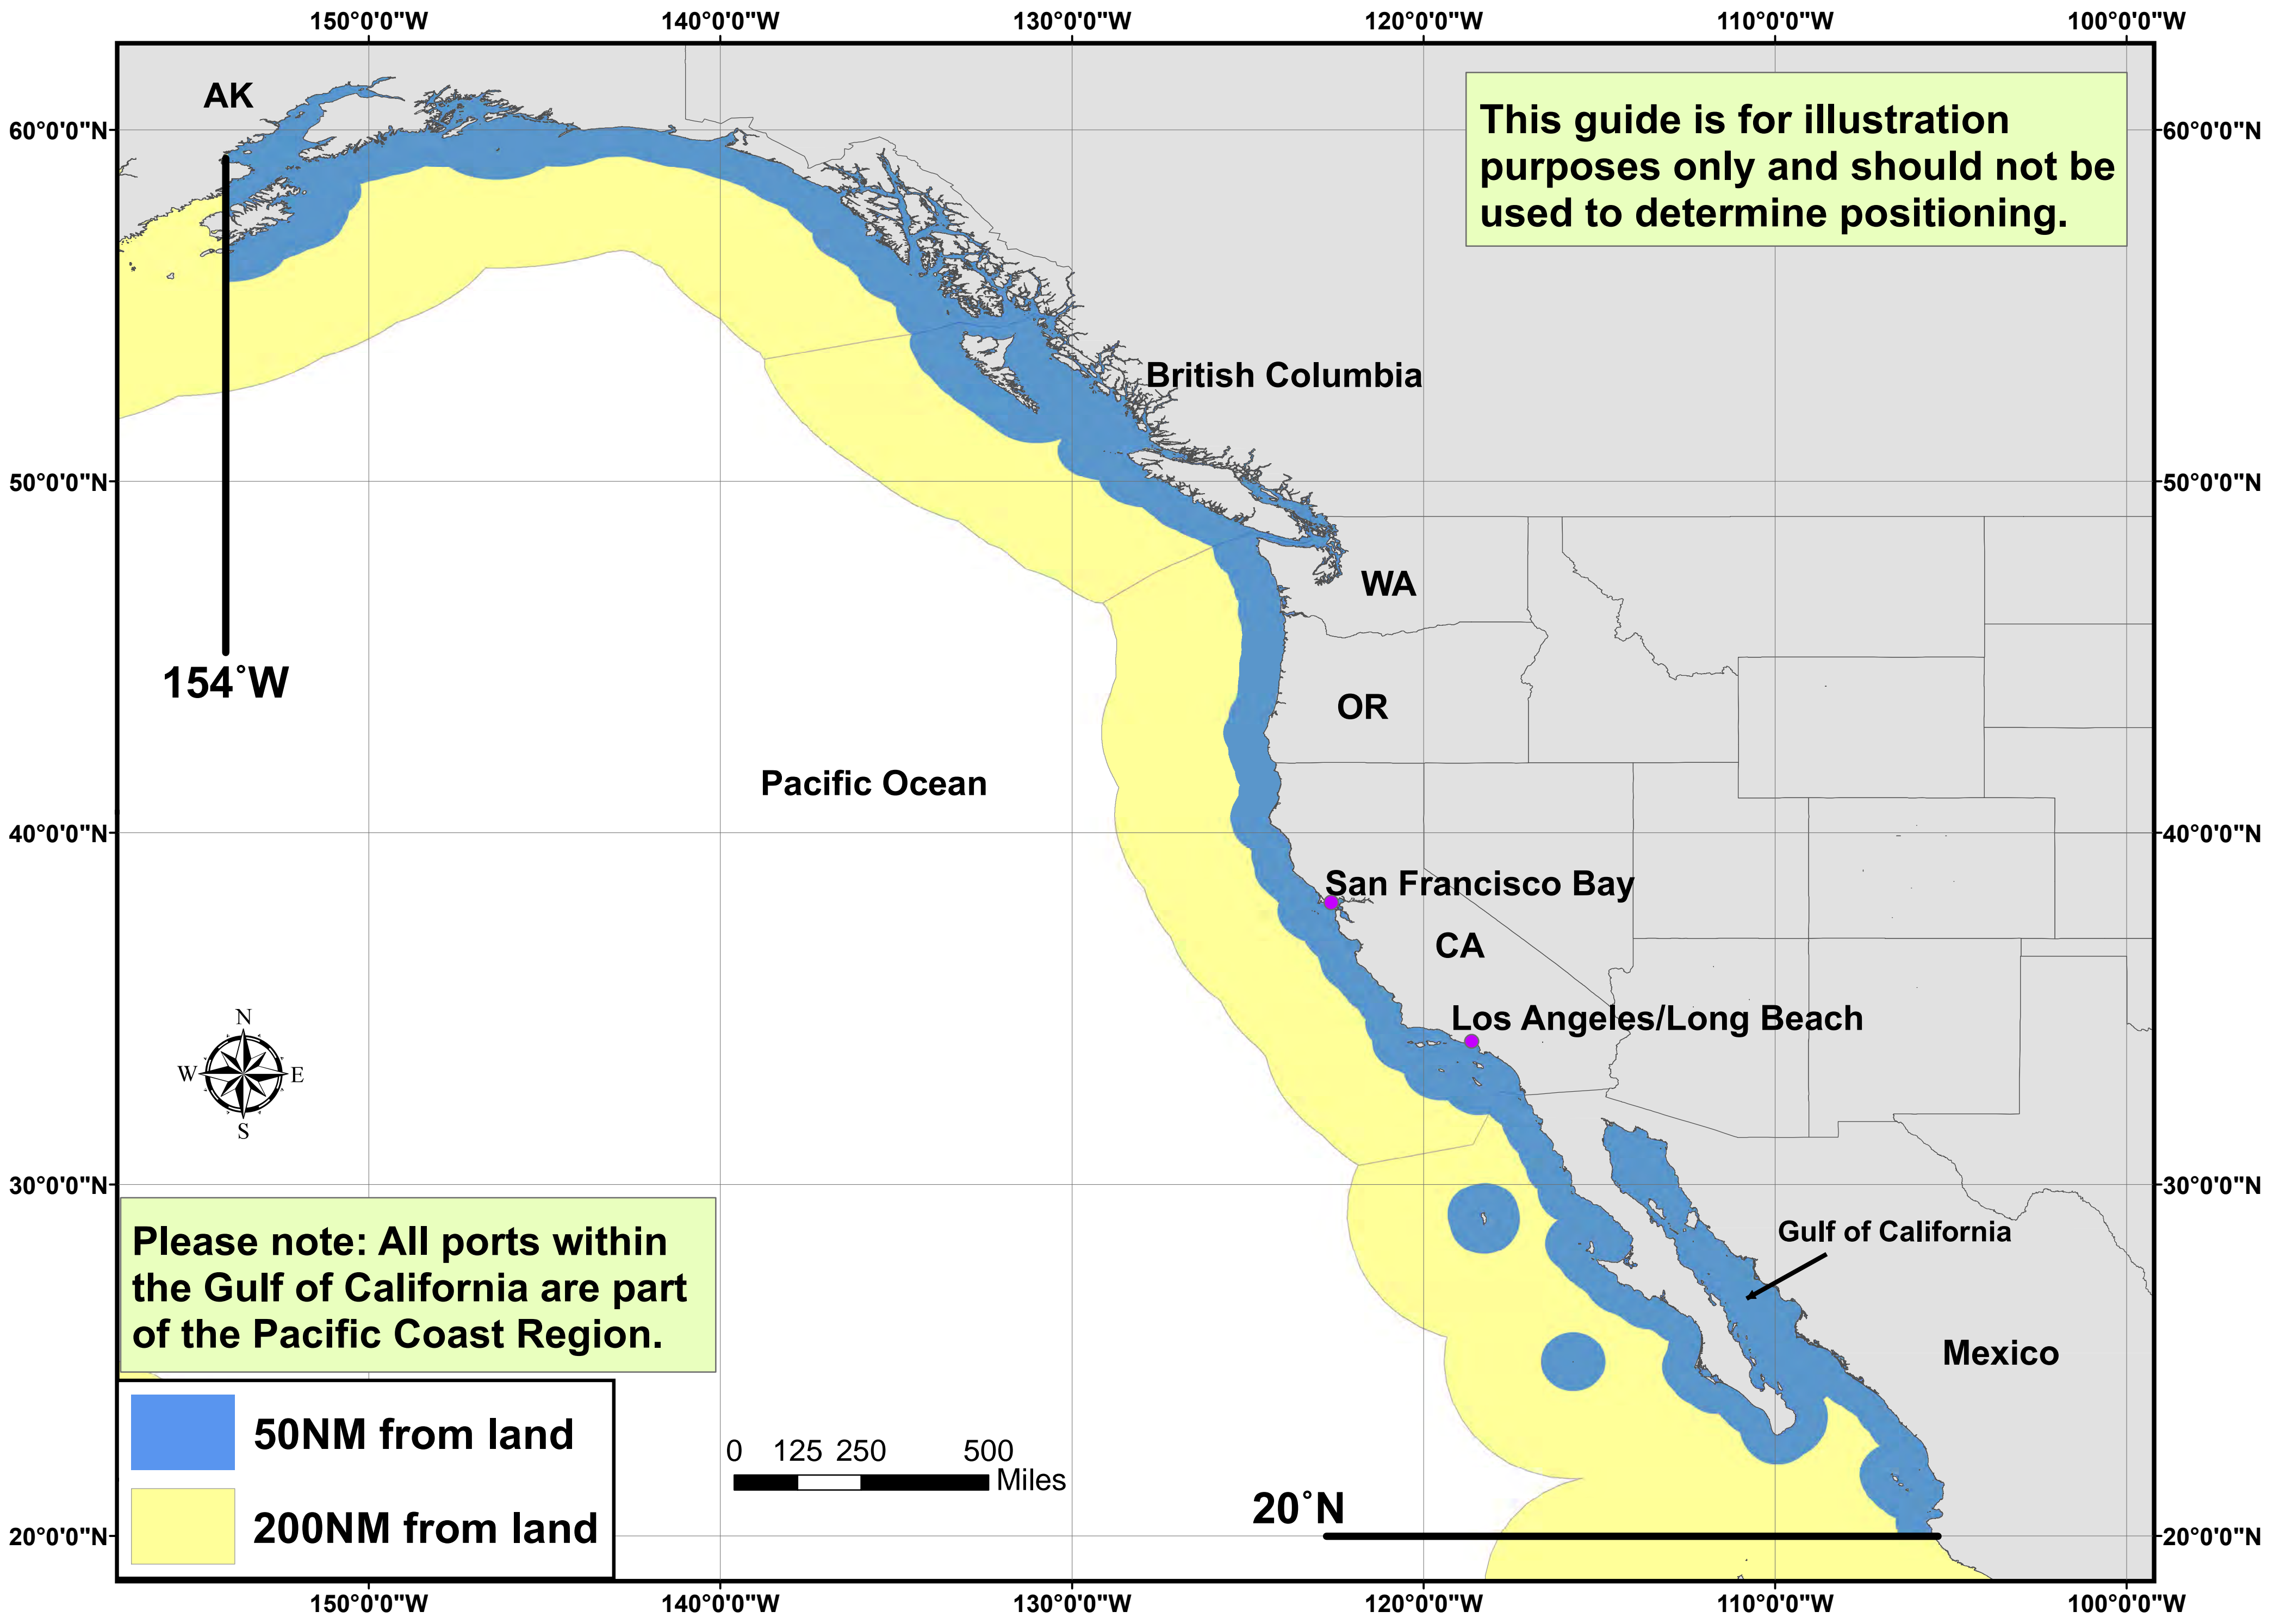 150°0'0"W 140°0'0"W 130°0'0"W 120°0'0"W 110°0'0"W 100°0'0"W
AK
This guide is for illustration
purposes only and should not be
used to determine positioning.
60°0'0"N 60°0'0"N
British Columbia
50°0'0"N 50°0'0"N
WA
154°W
OR
Pacific Ocean
40°0'0"N 40°0'0"N
San Francisco Bay
CA
Los Angeles/Long Beach
N
W E
S
30°0'0"N 30°0'0"N
Gulf of California
Please note: All ports within
the Gulf of California are part
of the Pacific Coast Region.
Mexico
50NM from land
0 125 250 500
Miles
200NM from land
20°N
20°0'0"N 20°0'0"N
150°0'0"W 140°0'0"W 130°0'0"W 120°0'0"W 110°0'0"W 100°0'0"W